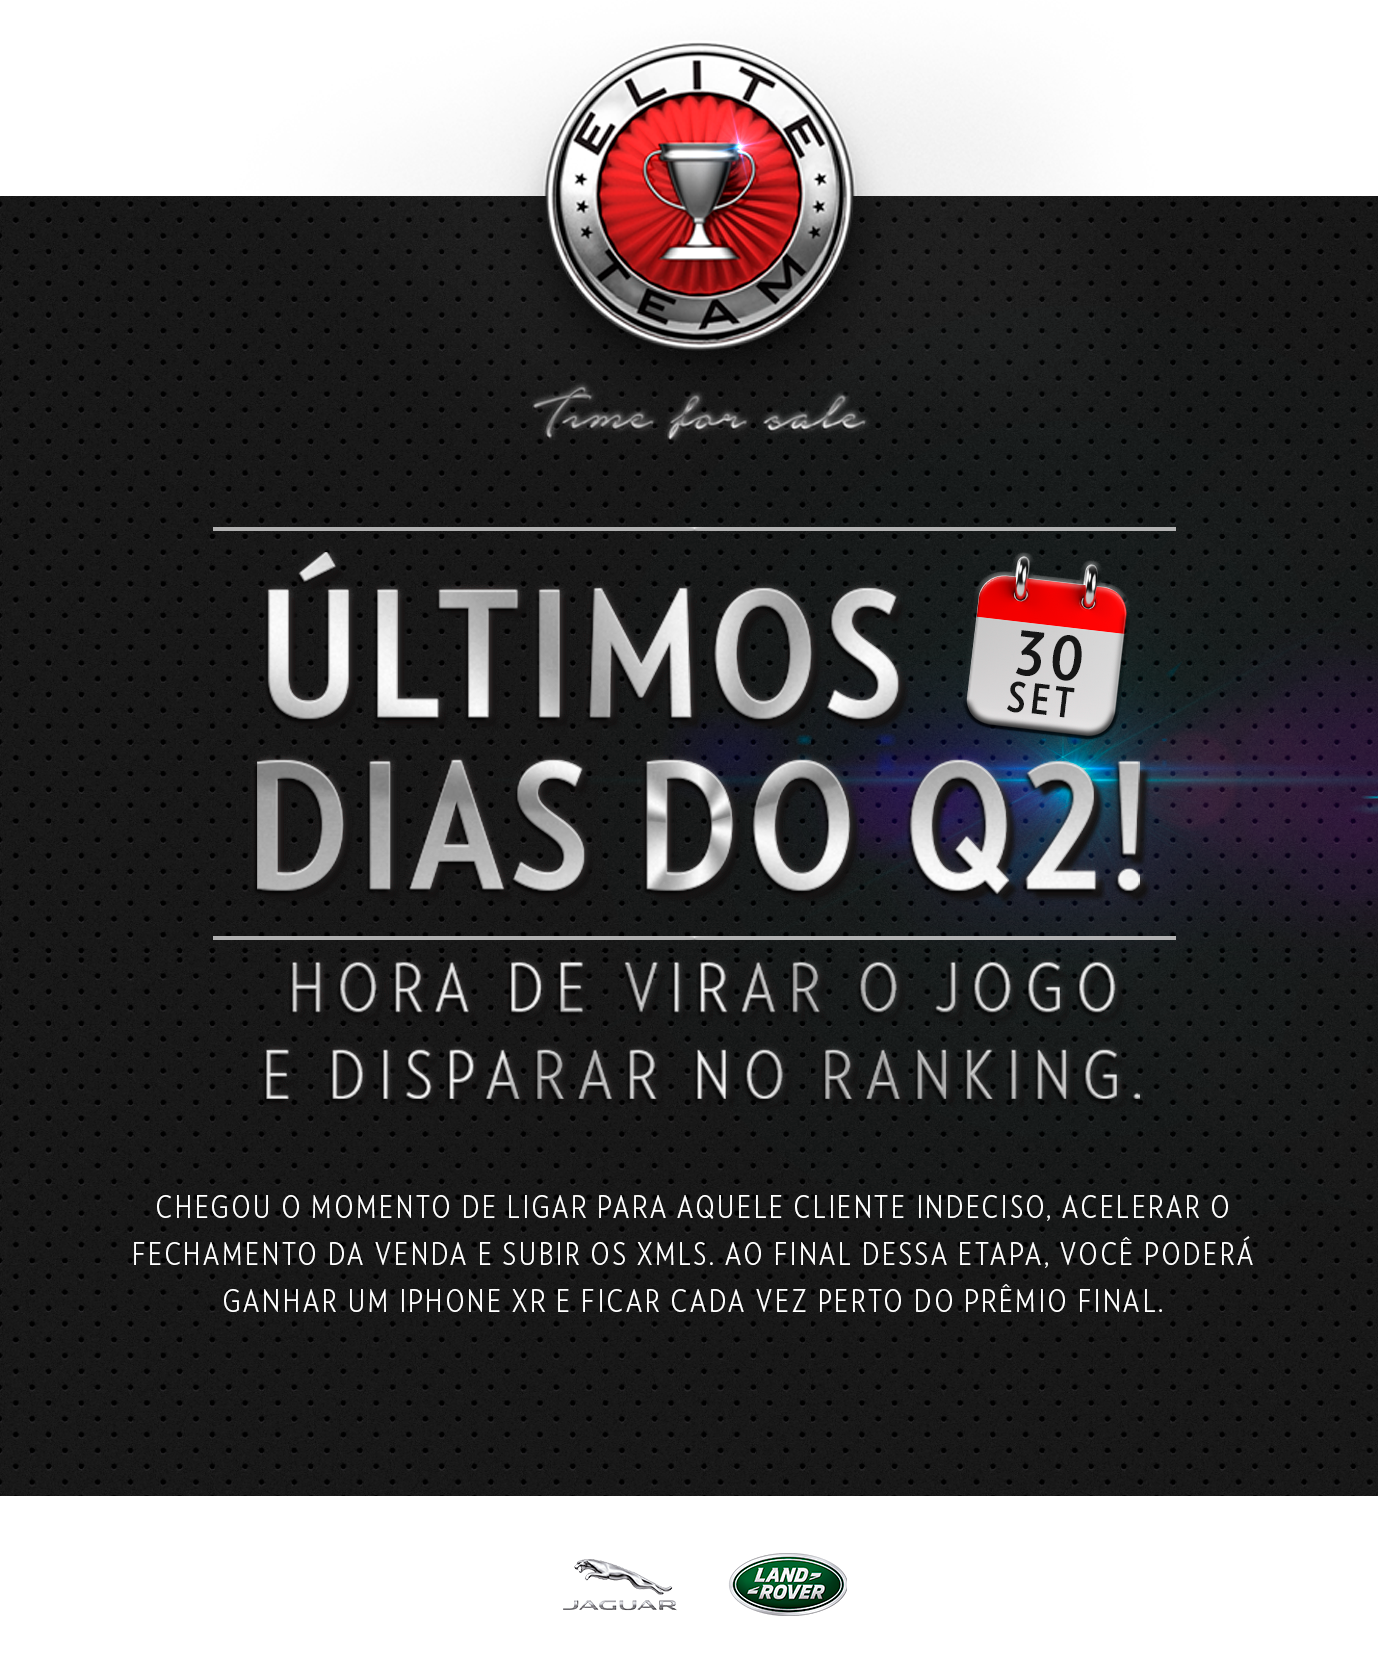 ELITE
TEAM
Time for sale
ÚLTIMOS
30
SET
DIAS DO Q2!
HORA DE VIRAR O JOGO
E DISPARAR NO RANKING.
CHEGOU O MOMENTO DE LIGAR PARA AQUELE CLIENTE INDECISO, ACELERAR O
FECHAMENTO DA VENDA E SUBIR OS XMLS. AO FINAL DESSA ETAPA, VOCÊ PODERÁ
GANHAR UM IPHONE XR E FICAR CADA VEZ PERTO DO PRÊMIO FINAL.
JAGUAR
LAND-
-ROVER